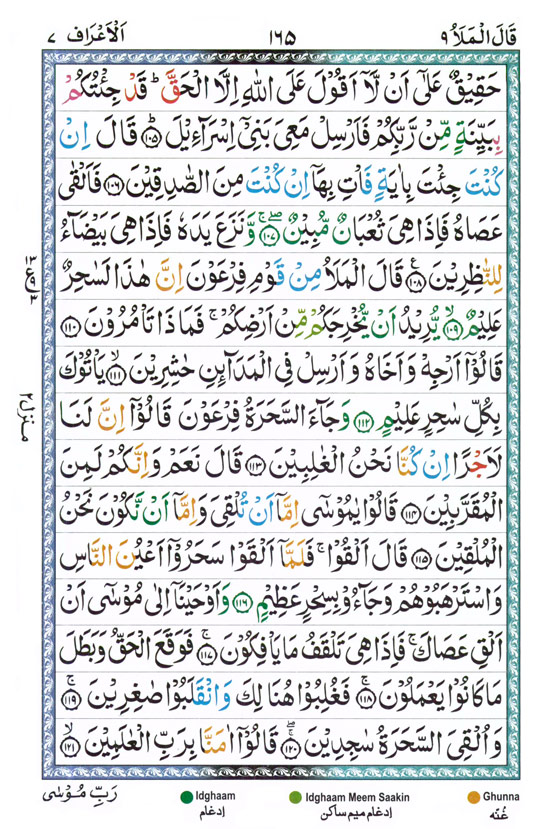 قَالَ الْمَلَاُ ٩ ١٦٥ اَلْاَعْرَاف ٧
حَقِيْقٌ عَلٰۤى اَنْ لَّاۤ اَقُوْلَ عَلَى اللّٰهِ اِلَّا الْحَقَّ ؕ قَدْ جِئْتُكُمْ
بِبَيِّنَةٍ مِّنْ رَّبِّكُمْ فَاَرْسِلْ مَعِىَ بَنِىْۤ اِسْرَآءِيْلَ ؕ ۝١٠٥ قَالَ اِنْ
كُنْتَ جِئْتَ بِاٰيَةٍ فَاْتِ بِهَاۤ اِنْ كُنْتَ مِنَ الصّٰدِقِيْنَ ۝١٠٦ فَاَلْقٰى
عَصَاهُ فَاِذَا هِىَ ثُعْبَانٌ مُّبِيْنٌ ۚۖ ۝١٠٧ وَّنَزَعَ يَدَهٗ فَاِذَا هِىَ بَيْضَآءُ
لِلنّٰظِرِيْنَ ۠ ۝١٠٨ قَالَ الْمَلَاُ مِنْ قَوْمِ فِرْعَوْنَ اِنَّ هٰذَا لَسٰحِرٌ
عَلِيْمٌ ۙ ۝١٠٩ يُّرِيْدُ اَنْ يُّخْرِجَكُمْ مِّنْ اَرْضِكُمْ ۚ فَمَاذَا تَاْمُرُوْنَ ۝١١٠
قَالُوْۤا اَرْجِهْ وَاَخَاهُ وَاَرْسِلْ فِى الْمَدَآئِنِ حٰشِرِيْنَ ۙ ۝١١١ يَاْتُوْكَ
بِكُلِّ سٰحِرٍ عَلِيْمٍ ۝١١٢ وَجَآءَ السَّحَرَةُ فِرْعَوْنَ قَالُوْۤا اِنَّ لَنَا
لَاَجْرًا اِنْ كُنَّا نَحْنُ الْغٰلِبِيْنَ ۝١١٣ قَالَ نَعَمْ وَاِنَّكُمْ لَمِنَ
الْمُقَرَّبِيْنَ ۝١١٤ قَالُوْا يٰمُوْسٰٓى اِمَّاۤ اَنْ تُلْقِىَ وَاِمَّاۤ اَنْ نَّكُوْنَ نَحْنُ
الْمُلْقِيْنَ ۝١١٥ قَالَ اَلْقُوْا ۚ فَلَمَّاۤ اَلْقَوْا سَحَرُوْۤا اَعْيُنَ النَّاسِ
وَاسْتَرْهَبُوْهُمْ وَجَآءُوْ بِسِحْرٍ عَظِيْمٍ ۝١١٦ وَاَوْحَيْنَاۤ اِلٰى مُوْسٰٓى اَنْ
اَلْقِ عَصَاكَ ۚ فَاِذَا هِىَ تَلْقَفُ مَا يَاْفِكُوْنَ ۚ ۝١١٧ فَوَقَعَ الْحَقُّ وَبَطَلَ
مَا كَانُوْا يَعْمَلُوْنَ ۚ ۝١١٨ فَغُلِبُوْا هُنَالِكَ وَانْقَلَبُوْا صٰغِرِيْنَ ۚ ۝١١٩
وَاُلْقِىَ السَّحَرَةُ سٰجِدِيْنَ ۚۖ ۝١٢٠ قَالُوْۤا اٰمَنَّا بِرَبِّ الْعٰلَمِيْنَ ۙ ۝١٢١
منزل ٢
رَبِّ مُوْسٰى Idghaam Idghaam Meem Saakin Ghunna
ادغام ادغام میم ساکن غنّه